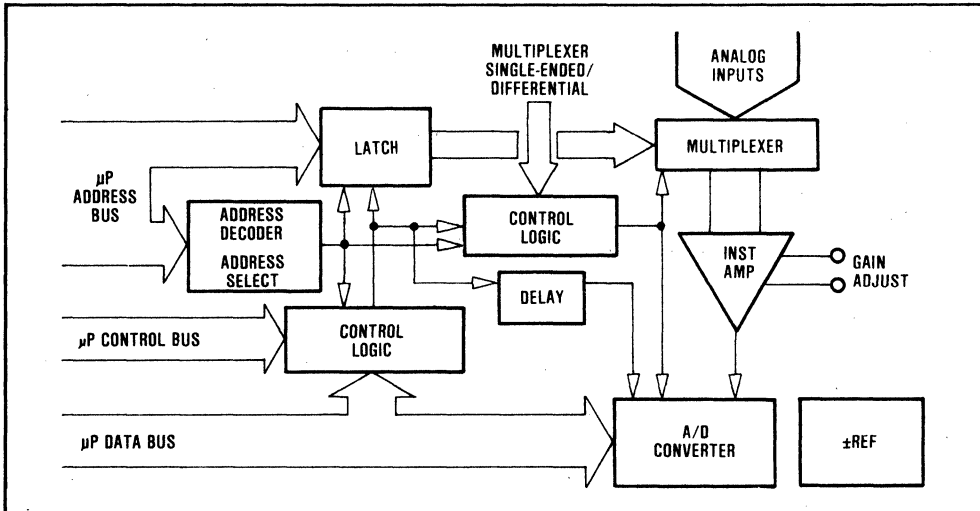 MULTIPLEXER
SINGLE-ENDED/
DIFFERENTIAL
ANALOG
INPUTS
LATCH
MULTIPLEXER
µP
ADDRESS
BUS
ADDRESS
DECODER
ADDRESS
SELECT
CONTROL
LOGIC
INST
AMP
GAIN
ADJUST
DELAY
µP CONTROL BUS
CONTROL
LOGIC
µP DATA BUS
A/D
CONVERTER
±REF